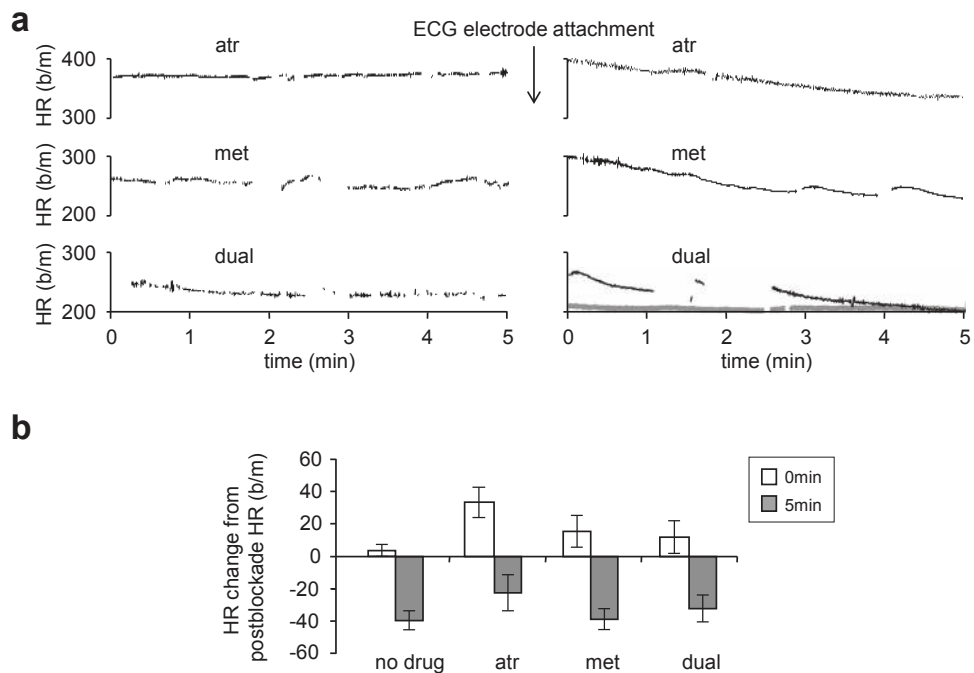 a
ECG electrode attachment
atr
atr
400
300
HR (b/m)
met
met
300
200
HR (b/m)
dual
dual
300
200
HR (b/m)
0 1 2 3 4 5
0 1 2 3 4 5
time (min)
time (min)
b
HR change from
postblockade HR (b/m)
60
40
20
0
-20
-40
-60
no drug atr met dual
0min
5min